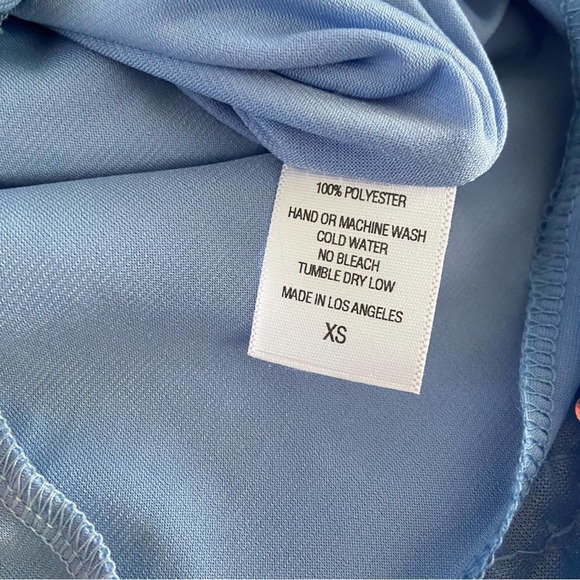 100% POLYESTER
HAND OR MACHINE WASH
COLD WATER
NO BLEACH
TUMBLE DRY LOW
MADE IN LOS ANGELES
XS